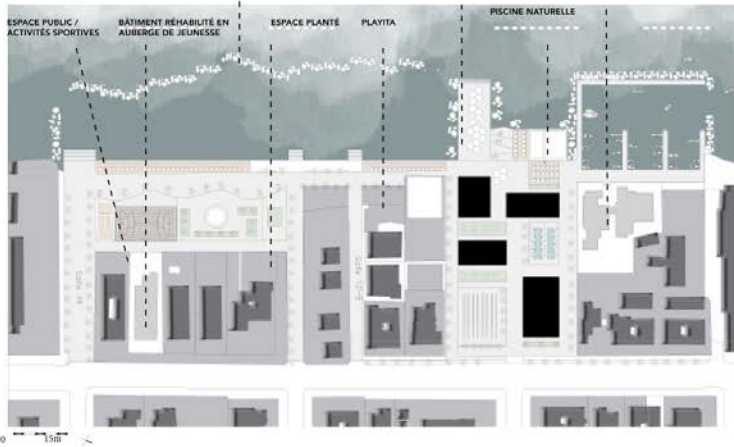 PISCINE NATURELLE
ESPACE PUBLIC /
ACTIVITÉS SPORTIVES
BÂTIMENT RÉHABILITÉ EN
AUBERGE DE JEUNESSE
ESPACE PLANTÉ
PLAYITA
0 15m